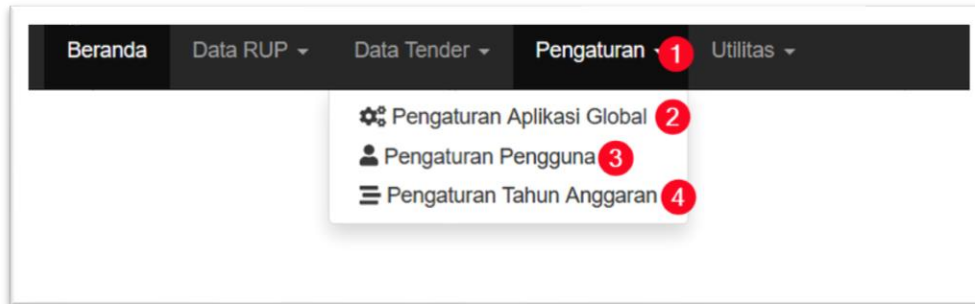 Beranda Data RUP Data Tender Pengaturan 1 Utilitas
Pengaturan Aplikasi Global 2
Pengaturan Pengguna 3
Pengaturan Tahun Anggaran 4